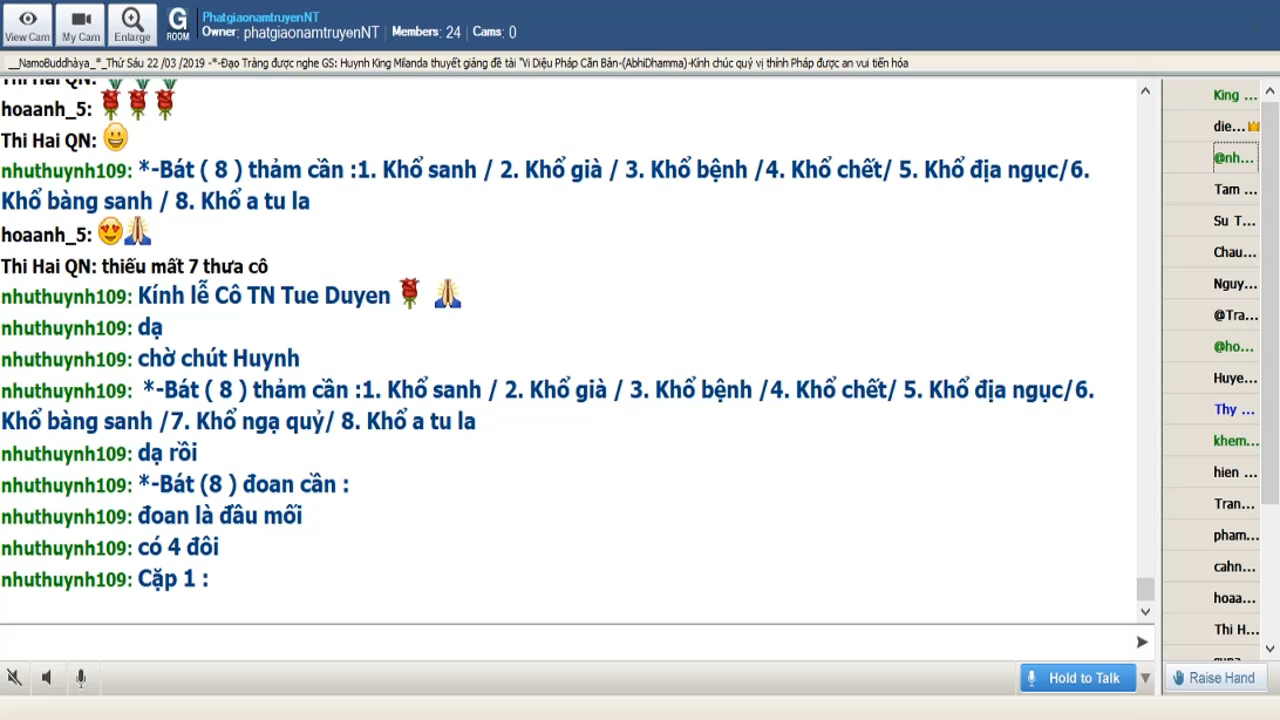 View Cam
My Cam
Enlarge
G
ROOM
PhatgiaonamtruyenNT
Owner: phatgiaonamtruyenNT Members: 24 Cams: 0
__NamoBuddhàya_*_Thứ Sáu 22 /03 /2019 -*-Đạo Tràng được nghe GS: Huynh King Milanda thuyết giảng đề tài "Vi Diệu Pháp Căn Bản-(AbhiDhamma)-Kính chúc quý vị thính Pháp được an vui tiến hóa
Thi Hai QN:
hoaanh_5:
Thi Hai QN:
nhuthuynh109: *-Bát ( 8 ) thảm cần :1. Khổ sanh / 2. Khổ già / 3. Khổ bệnh /4. Khổ chết/ 5. Khổ địa ngục/6.
Khổ bàng sanh / 8. Khổ a tu la
hoaanh_5:
Thi Hai QN: thiếu mất 7 thưa cô
nhuthuynh109: Kính lễ Cô TN Tue Duyen
nhuthuynh109: dạ
nhuthuynh109: chờ chút Huynh
nhuthuynh109: *-Bát ( 8 ) thảm cần :1. Khổ sanh / 2. Khổ già / 3. Khổ bệnh /4. Khổ chết/ 5. Khổ địa ngục/6.
Khổ bàng sanh /7. Khổ ngạ quỷ/ 8. Khổ a tu la
nhuthuynh109: dạ rồi
nhuthuynh109: *-Bát (8 ) đoan cần :
nhuthuynh109: đoan là đầu mối
nhuthuynh109: có 4 đôi
nhuthuynh109: Cặp 1 :
King ...
die...
@nh...
Tam ...
Su T...
Chau...
Nguy...
@Tra...
@ho...
Huye...
Thy ...
khem...
hien ...
Tran...
pham...
cahn...
hoaa...
Thi H...
Hold to Talk
Raise Hand